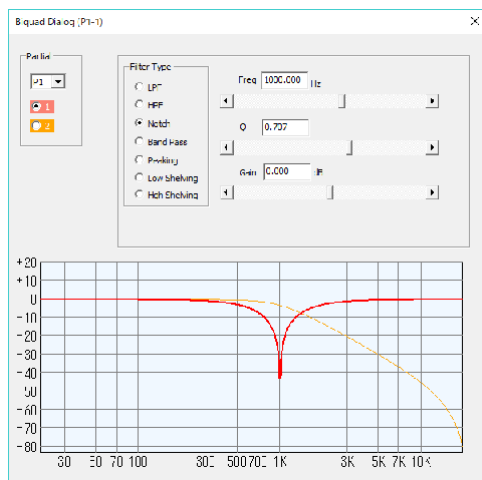 Biquad Dialog (P1-1)
Partial
P1
1
2
Filter Type
LPF
HPF
Notch
Band Pass
Peaking
Low Shelving
High Shelving
Freq 1000.000 Hz
Q 0.707
Gain 0.000 dB
+20
+10
0
-10
-20
-30
-40
50
-60
-70
-80
30 50 70 100 300 500 700 1K 3K 5K 7K 10K